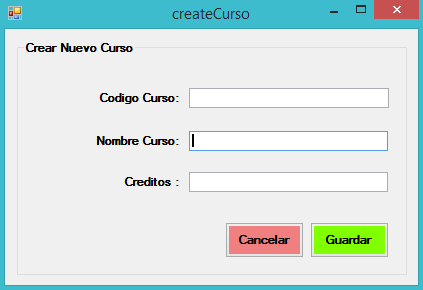 createCurso
Crear Nuevo Curso
Codigo Curso:
Nombre Curso:
Creditos :
Cancelar Guardar